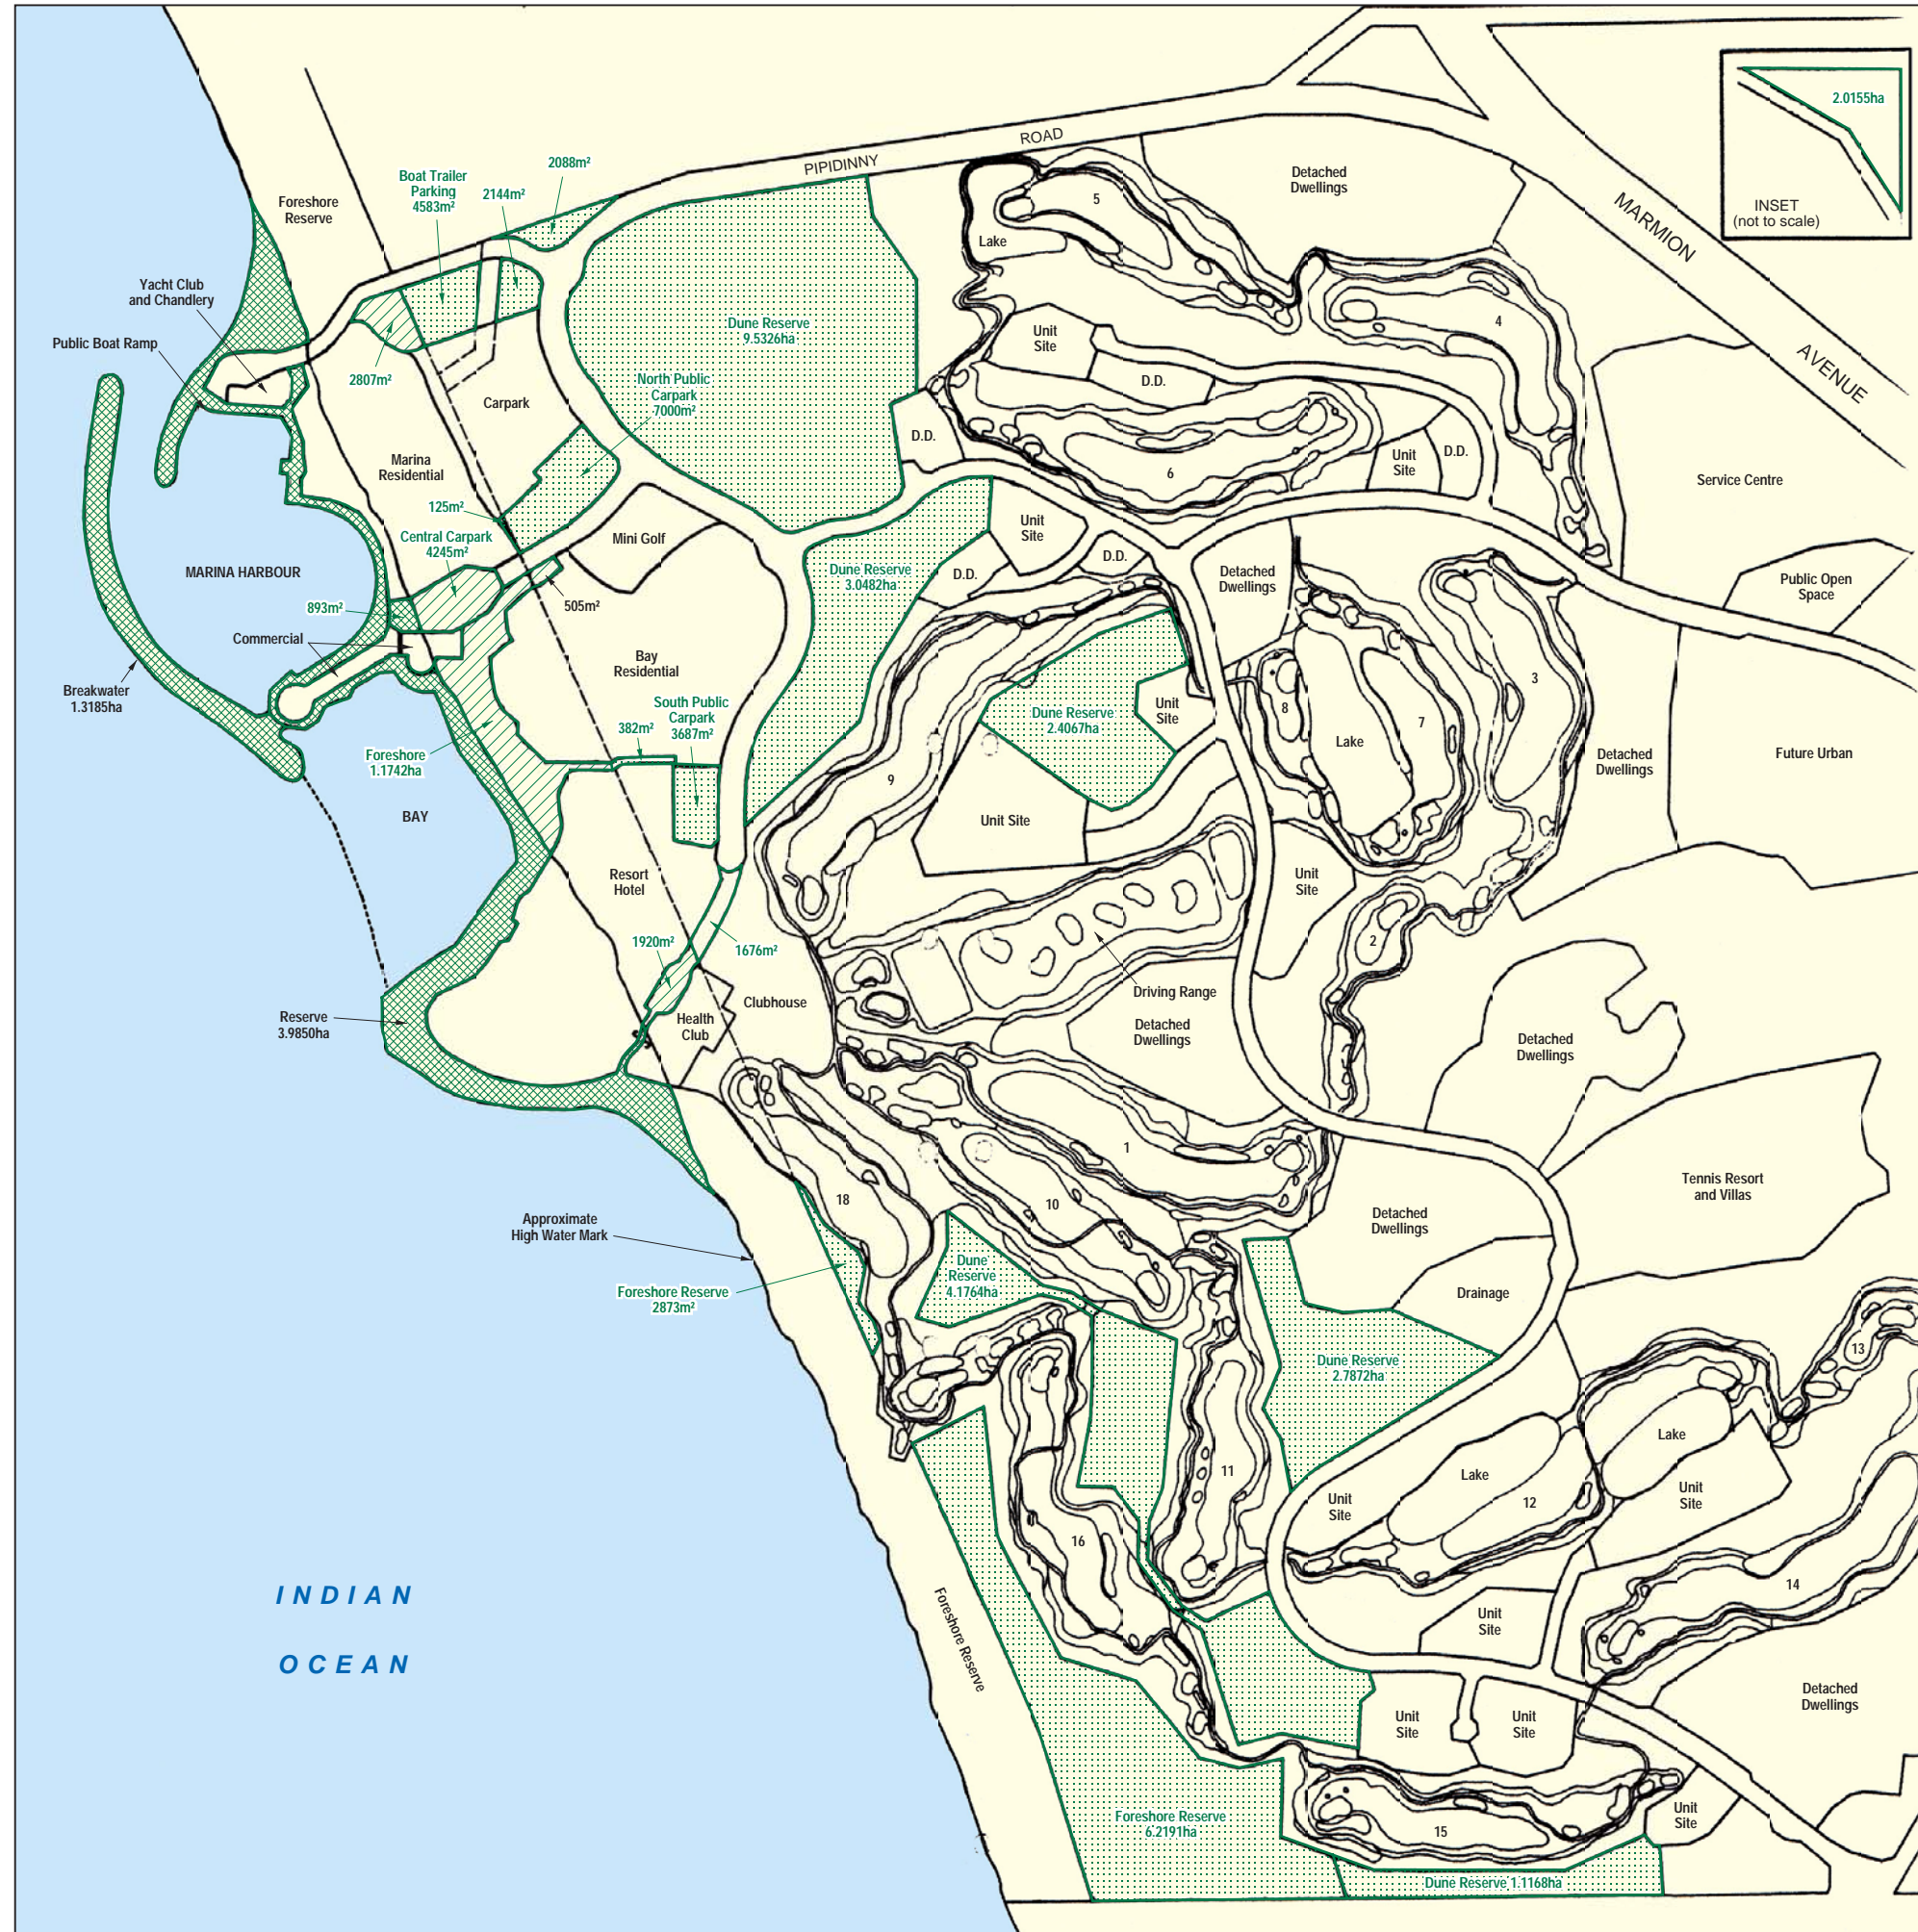 2.0155ha
INSET
(not to scale)
ROAD
PIPIDINNY
MARMION
AVENUE
2088m²
Boat Trailer
Parking
4583m²
2144m²
Foreshore
Reserve
Detached
Dwellings
5
Lake
Yacht Club
and Chandlery
Public Boat Ramp
2807m²
Dune Reserve
9.5326ha
Unit
Site
4
D.D.
North Public
Carpark
7000m²
Carpark
D.D.
Marina
Residential
6
Unit
Site
D.D.
Service Centre
125m²
Central Carpark
4245m²
Mini Golf
Unit
Site
D.D.
MARINA HARBOUR
Dune Reserve
3.0482ha
D.D.
Detached
Dwellings
Public Open
Space
893m²
505m²
Commercial
Bay
Residential
3
Breakwater
1.3185ha
South Public
Carpark
3687m²
382m²
Dune Reserve
2.4067ha
Unit
Site
8
7
Lake
Foreshore
1.1742ha
9
Detached
Dwellings
Future Urban
BAY
Unit Site
Resort
Hotel
Unit
Site
1920m²
1676m²
2
Clubhouse
Driving Range
Reserve
3.9850ha
Health
Club
Detached
Dwellings
Detached
Dwellings
1
18
10
Tennis Resort
and Villas
Approximate
High Water Mark
Detached
Dwellings
Foreshore Reserve
2873m²
Dune
Reserve
4.1764ha
Drainage
Dune Reserve
2.7872ha
13
Lake
Lake
11
12
Unit
Site
Unit
Site
16
14
INDIAN
OCEAN
Foreshore Reserve
Unit
Site
Detached
Dwellings
Unit
Site
Unit
Site
Foreshore Reserve
6.2191ha
15
Unit
Site
Dune Reserve 1.1168ha